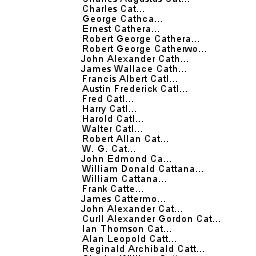 Charles Augustus Cat...
Charles Cat...
George Cathca...
Ernest Cathera...
Robert George Cathera...
Robert George Catherwo...
John Alexander Cath...
James Wallace Cath...
Francis Albert Catl...
Austin Frederick Catl...
Fred Catl...
Harry Catl...
Harold Catl...
Walter Catl...
Robert Allan Cat...
W. G. Cat...
John Edmond Ca...
William Donald Cattana...
William Cattana...
Frank Catte...
James Cattermo...
John Alexander Cat...
Curll Alexander Gordon Cat...
Ian Thomson Cat...
Alan Leopold Catt...
Reginald Archibald Catt...